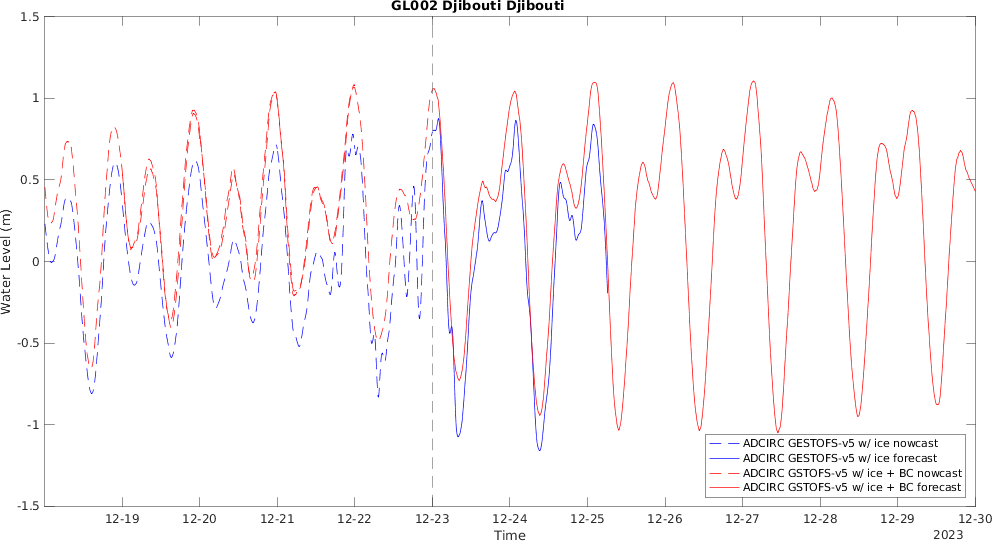 GL002 Djibouti Djibouti
1.5
1
0.5
0
-0.5
-1
-1.5
Water Level (m)
ADCIRC GESTOFS-v5 w/ ice nowcast
ADCIRC GESTOFS-v5 w/ ice forecast
ADCIRC GSTOFS-v5 w/ ice + BC nowcast
ADCIRC GSTOFS-v5 w/ ice + BC forecast
12-19 12-20 12-21 12-22 12-23 12-24 12-25 12-26 12-27 12-28 12-29 12-30
Time
2023